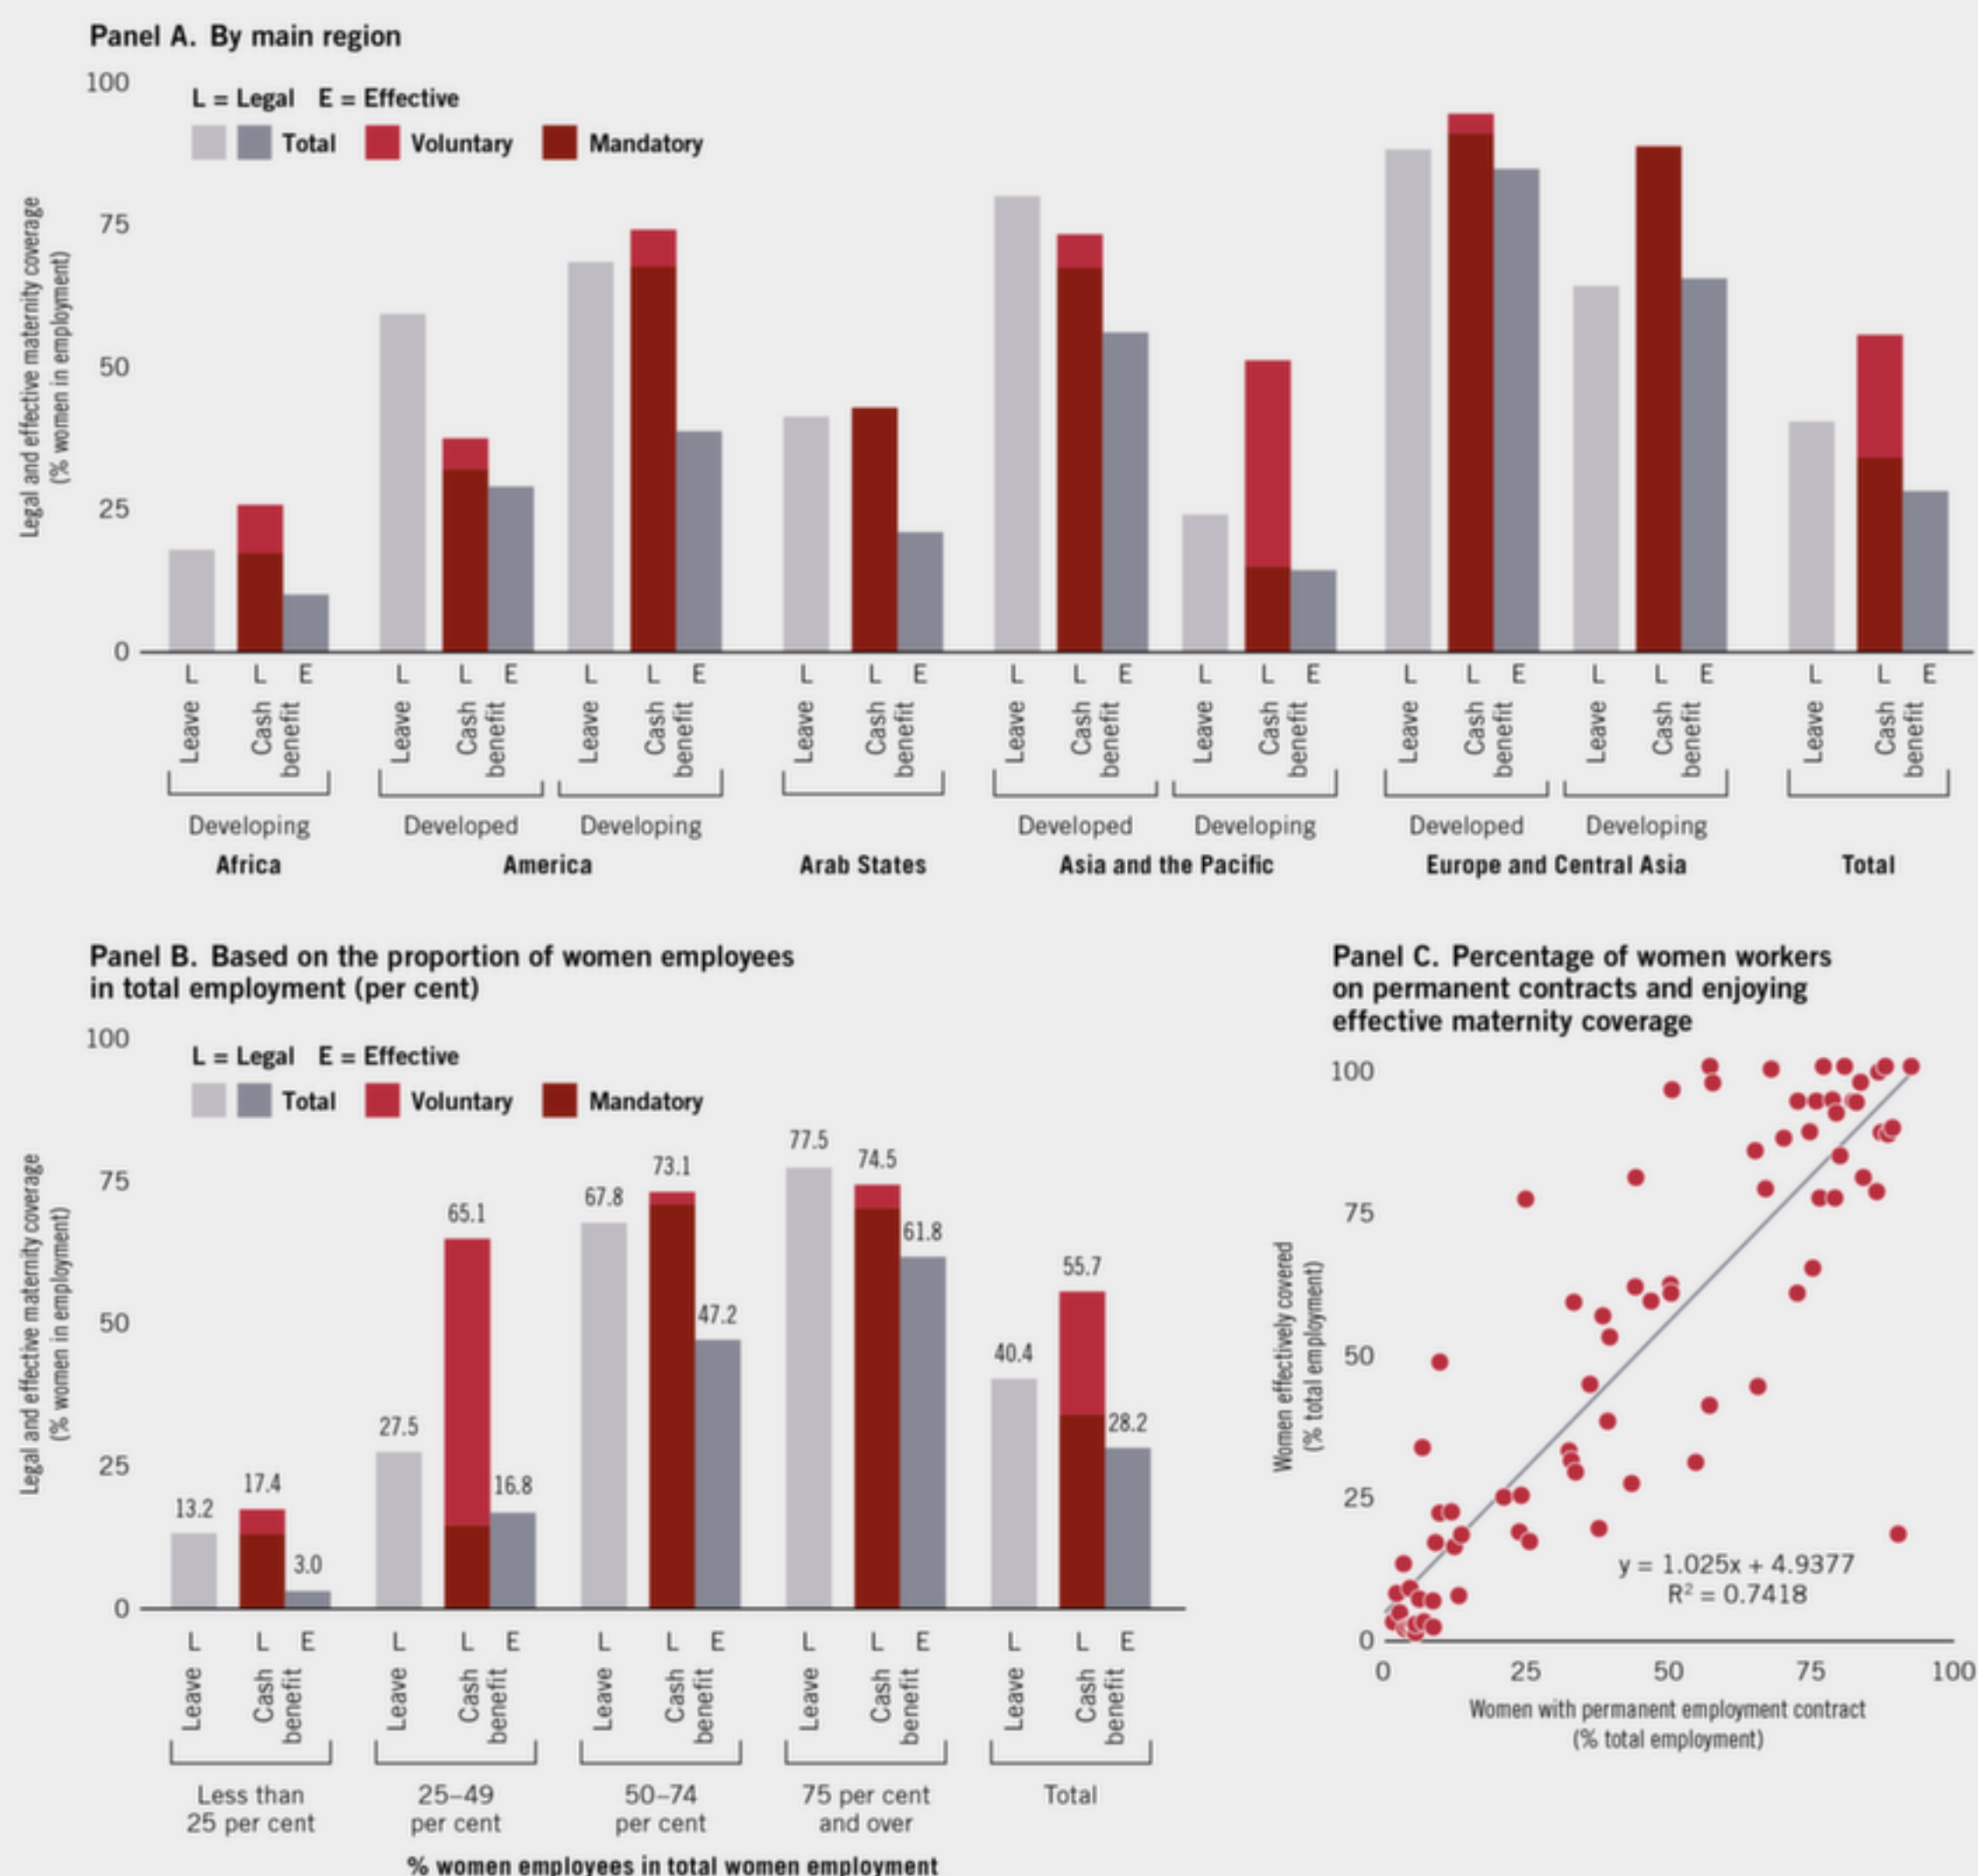 Panel A. By main region
100
75
50
25
0
Legal and effective maternity coverage
(% women in employment)
L = Legal E = Effective
Total Voluntary Mandatory
L L E L L E L L E L L E L L E L L E L L E L L E L L E
Leave Cash benefit Leave Cash benefit Leave Cash benefit Leave Cash benefit Leave Cash benefit Leave Cash benefit Leave Cash benefit Leave Cash benefit Leave Cash benefit
Developing Developed Developing Developed Developing Developed Developing
Africa America Arab States Asia and the Pacific Europe and Central Asia Total
Panel B. Based on the proportion of women employees
in total employment (per cent)
100
75
50
25
0
Legal and effective maternity coverage
(% women in employment)
L = Legal E = Effective
Total Voluntary Mandatory
13.2 17.4 3.0
27.5 65.1 16.8
67.8 73.1 47.2
77.5 74.5 61.8
40.4 55.7 28.2
L L E L L E L L E L L E L L E
Leave Cash benefit Leave Cash benefit Leave Cash benefit Leave Cash benefit Leave Cash benefit
Less than
25 per cent
25–49
per cent
50–74
per cent
75 per cent
and over
Total
% women employees in total women employment
Panel C. Percentage of women workers
on permanent contracts and enjoying
effective maternity coverage
100
75
50
25
0
Women effectively covered
(% total employment)
y = 1.025x + 4.9377
R² = 0.7418
0 25 50 75 100
Women with permanent employment contract
(% total employment)